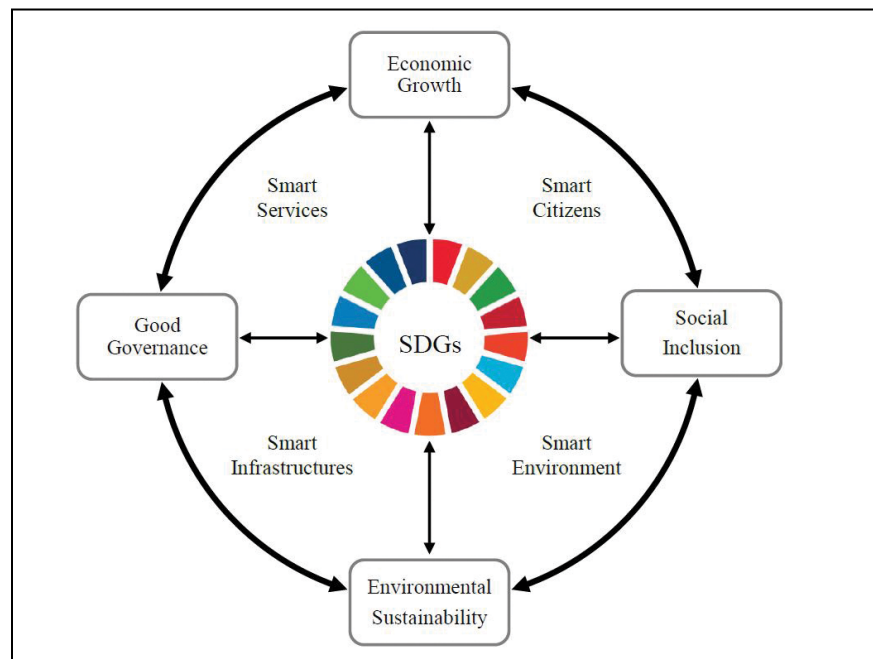 Economic
Growth
Smart
Services
Smart
Citizens
Good
Governance
SDGs
Social
Inclusion
Smart
Infrastructures
Smart
Environment
Environmental
Sustainability